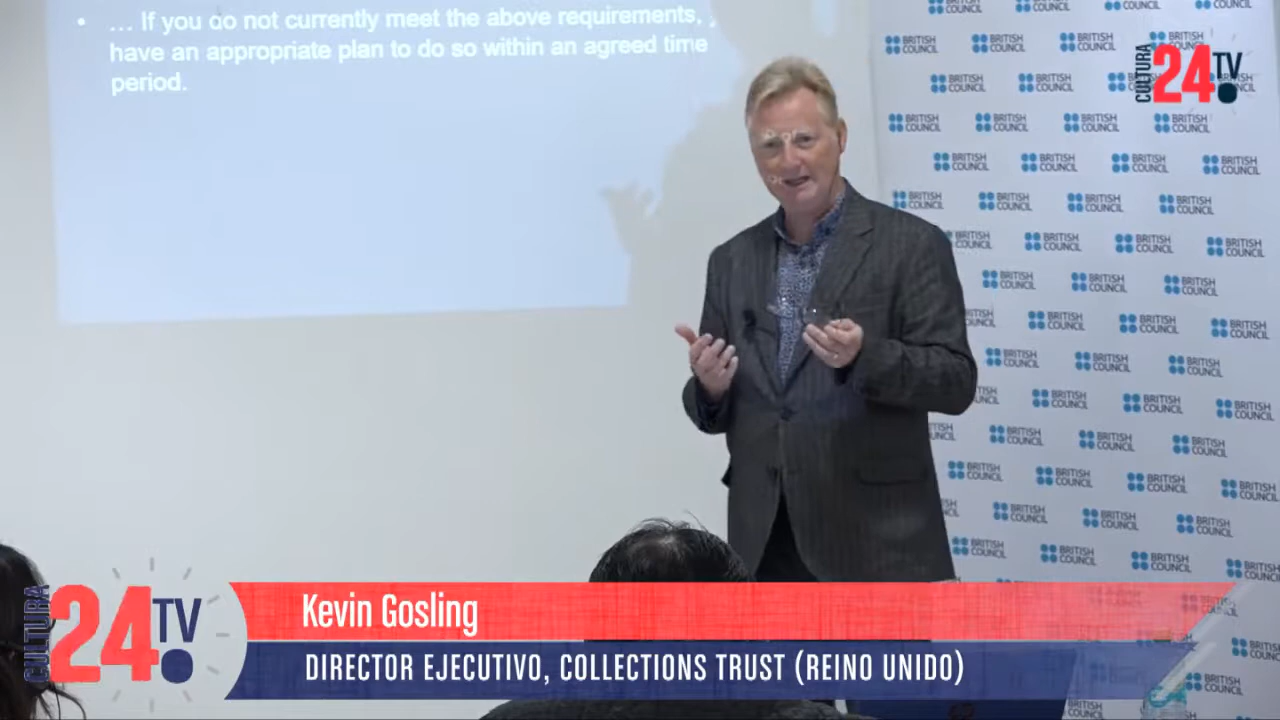 • … If you do not currently meet the above requirements,
have an appropriate plan to do so within an agreed time
period.
CULTURA 24 TV
BRITISH COUNCIL
Kevin Gosling
DIRECTOR EJECUTIVO, COLLECTIONS TRUST (REINO UNIDO)
CULTURA 24 TV